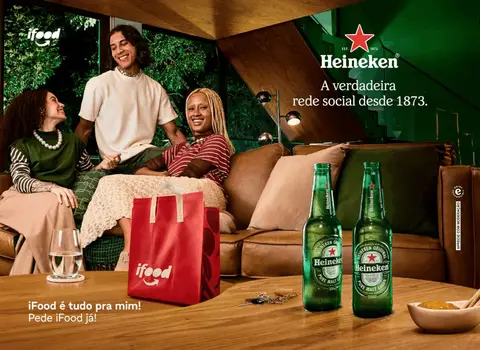 ifood
Heineken®
A verdadeira
rede social desde 1873.
ifood
Heineken
Heineken
iFood é tudo pra mim!
Pede iFood já!